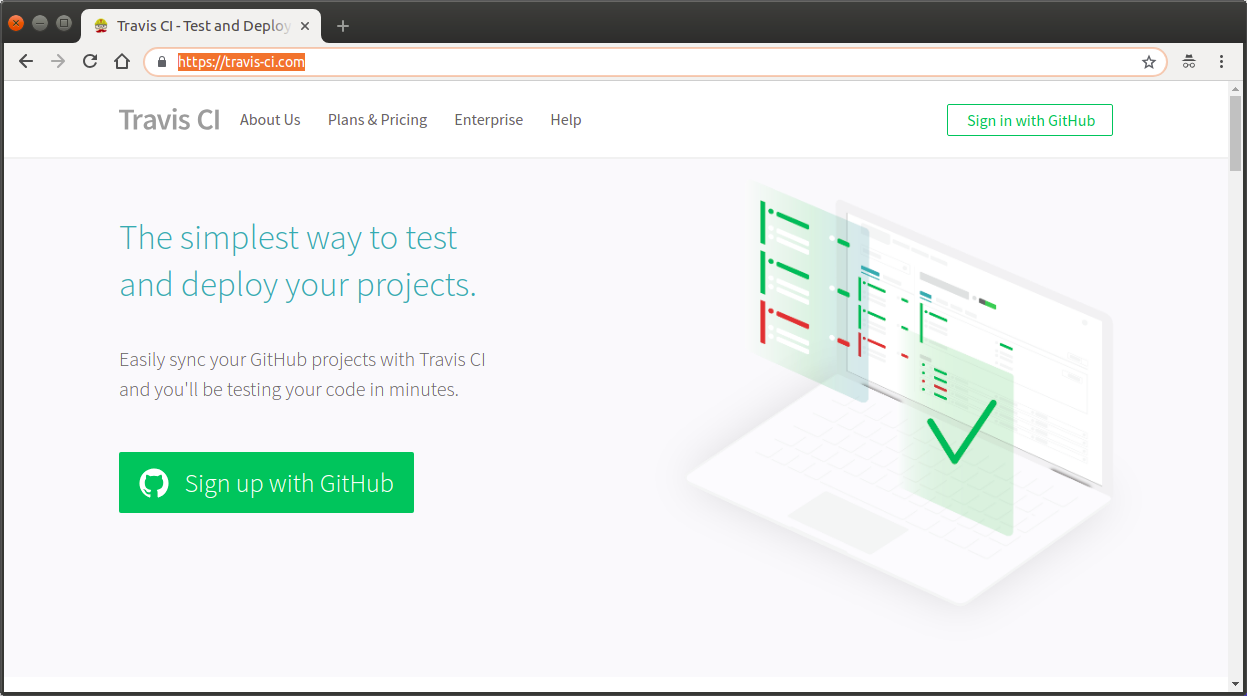 Travis CI - Test and Deploy
https://travis-ci.com
Travis CI About Us Plans & Pricing Enterprise Help Sign in with GitHub
The simplest way to test
and deploy your projects.
Easily sync your GitHub projects with Travis CI
and you'll be testing your code in minutes.
Sign up with GitHub